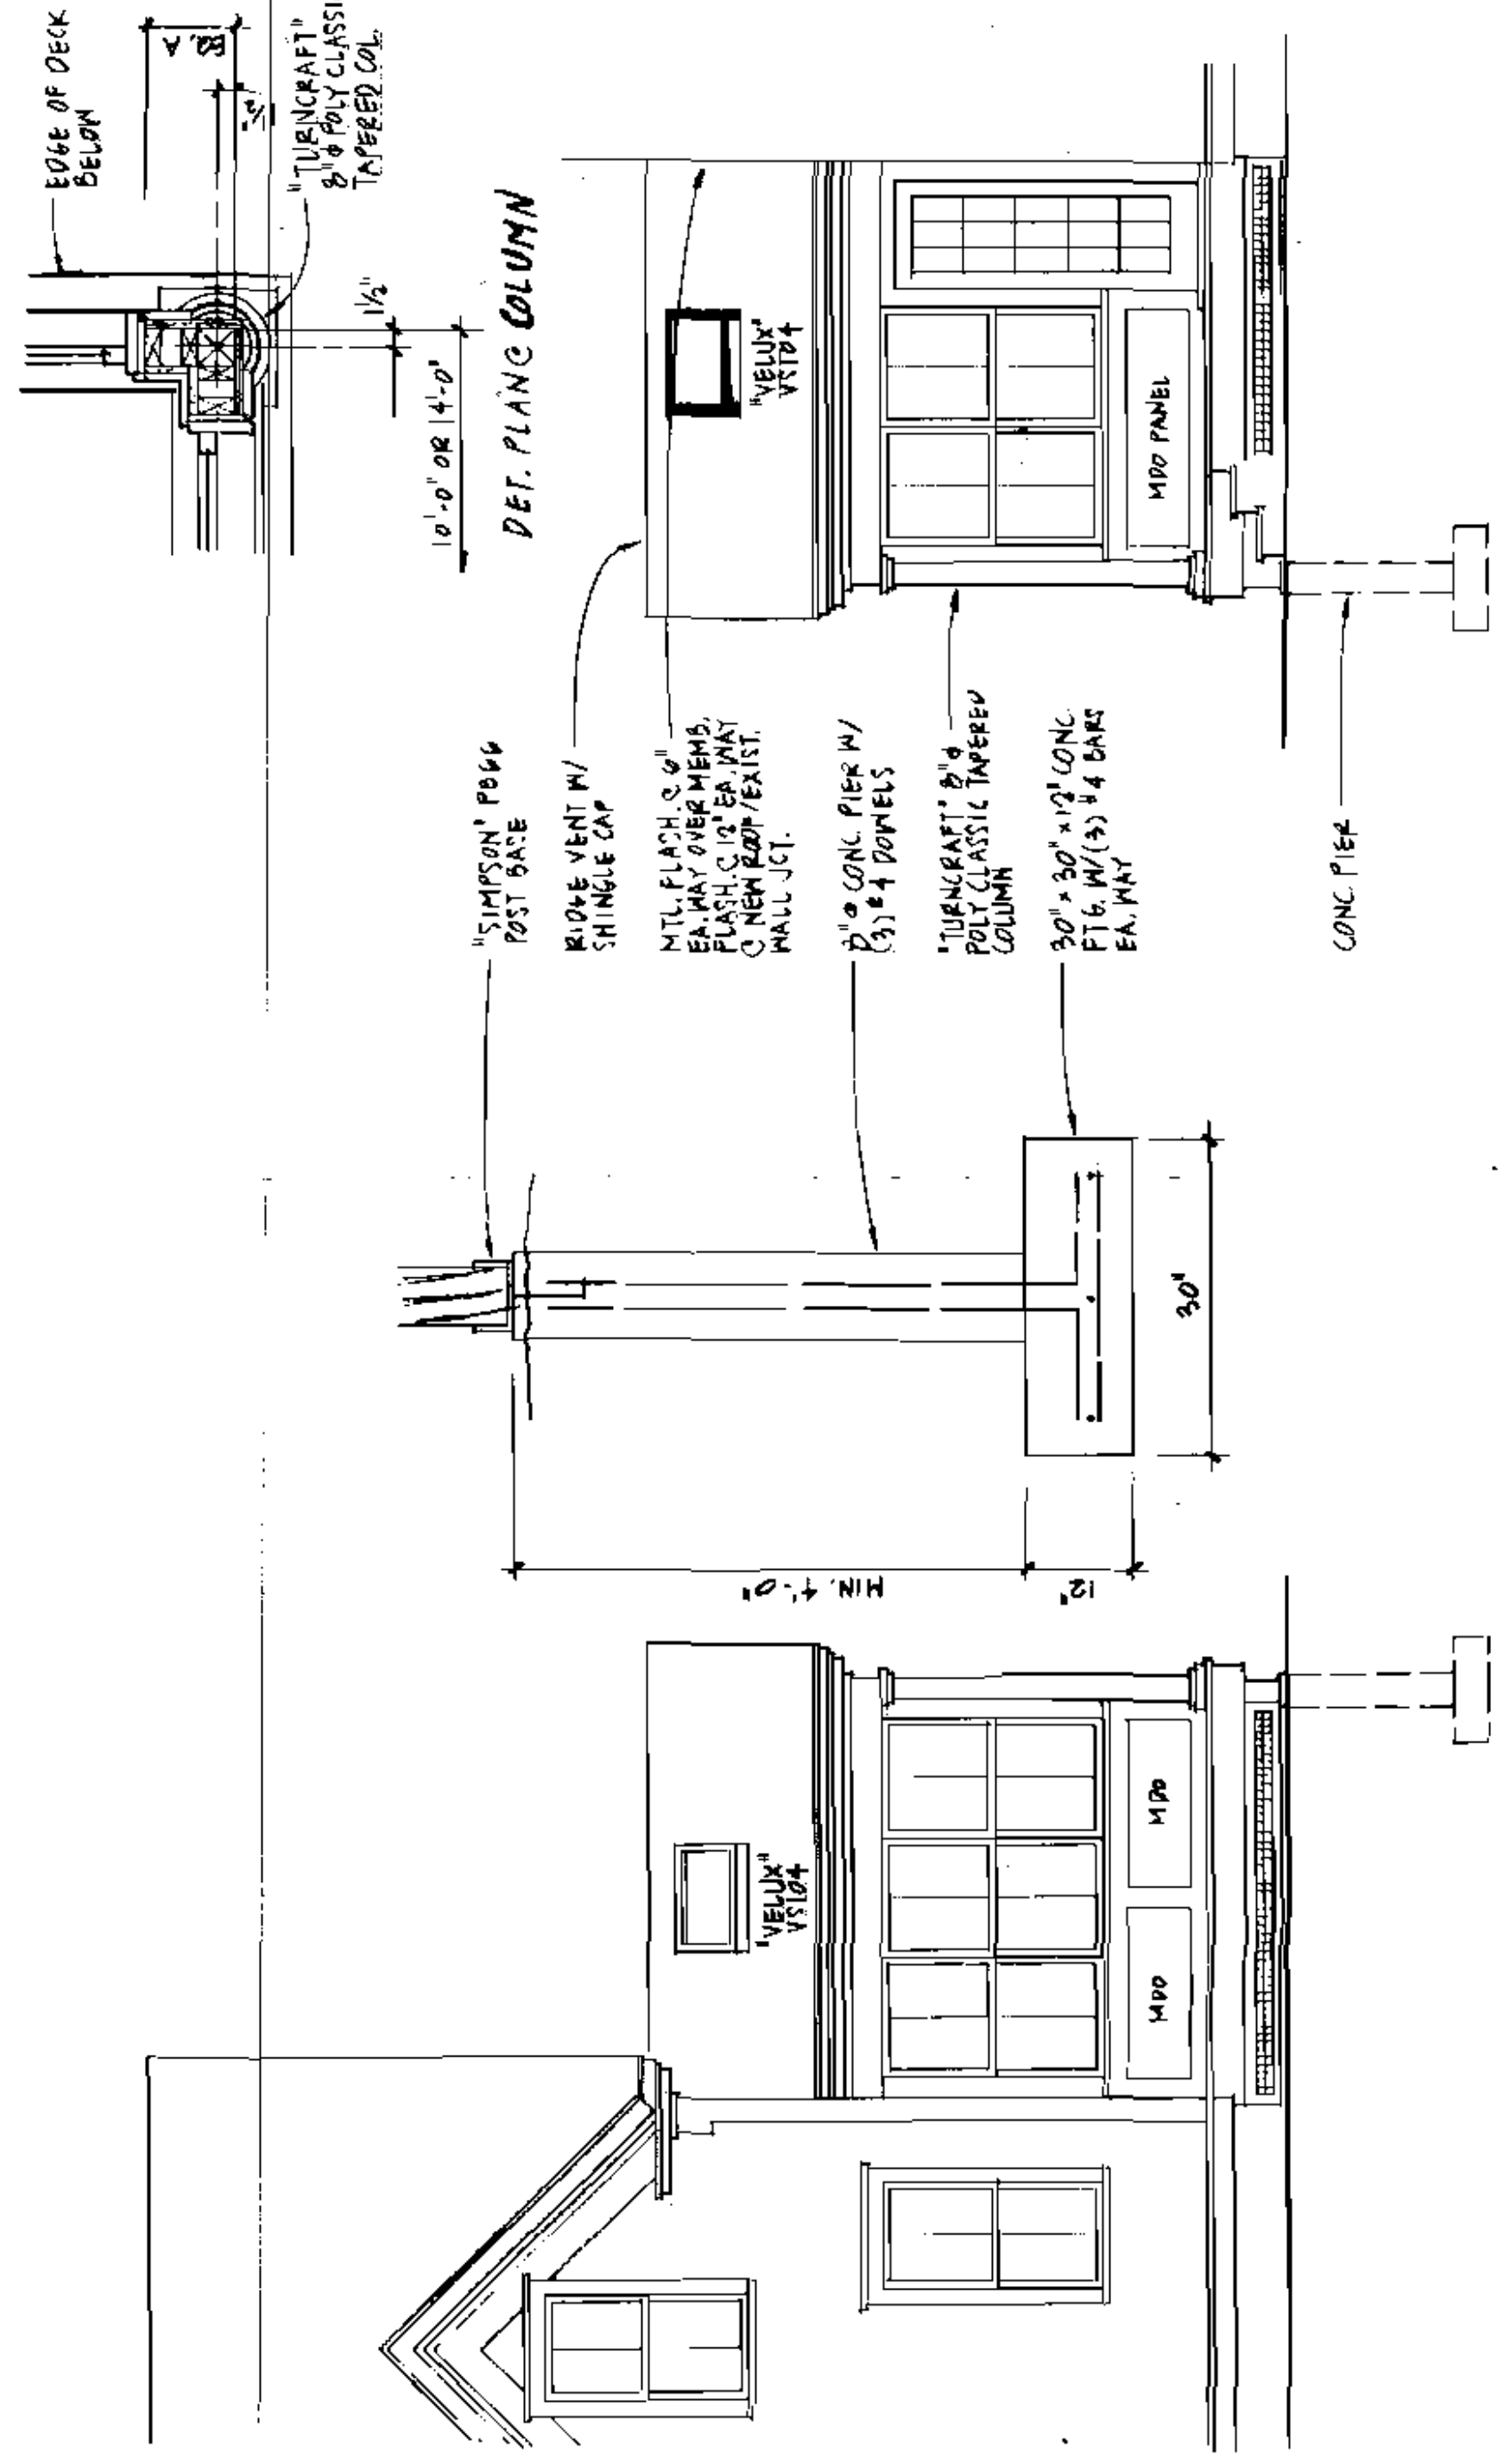 EDGE OF DECK
BELOW
"TURNCRAFT"
8"ø POLY CLASSI
TAPERED COL.
1½"
10'-0" OR 14'-0"
DET. PLAN @ COLUMN
"SIMPSON" PB66
POST BASE
RIDGE VENT W/
SHINGLE CAP
MTL. FLASH. @ 6"
EA. WAY OVER MEMB.
FLASH. @ 12" EA. WAY
@ NEW ROOF/EXIST.
WALL JCT.
8"ø CONC. PIER W/
(3) #4 DOWELS
"TURNCRAFT" 8"ø
POLY CLASSIC TAPERED
COLUMN
30" x 30" x 12" CONC.
FTG. W/(3) #4 BARS
EA. WAY
CONC. PIER
"VELUX"
VS104
MDO PANEL
MIN. 4'-0"
12"
30"
"VELUX"
VS104
MDO
MDO